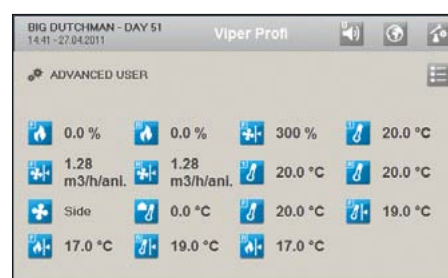 BIG DUTCHMAN - DAY 51
14:41 - 27.04.2011
Viper Profi
ADVANCED USER
0.0 % 0.0 % 300 % 20.0 °C
1.28 m3/h/ani. 1.28 m3/h/ani. 20.0 °C 20.0 °C
Side 0.0 °C 20.0 °C 19.0 °C
17.0 °C 19.0 °C 17.0 °C